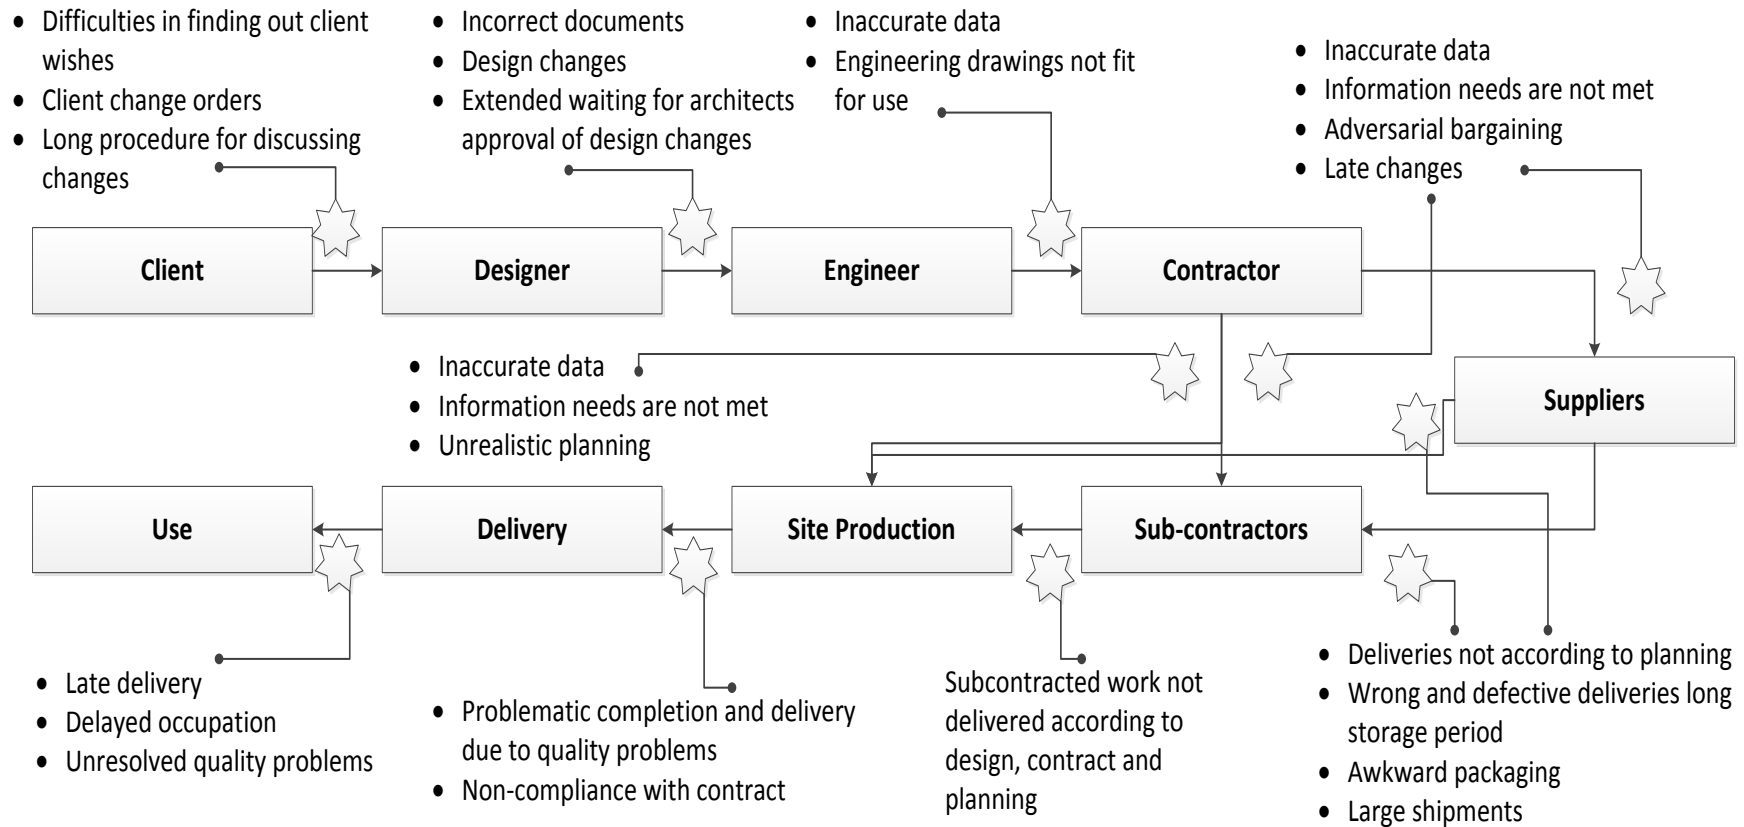 • Difficulties in finding out client
wishes
• Client change orders
• Long procedure for discussing
changes
• Incorrect documents
• Design changes
• Extended waiting for architects
approval of design changes
• Inaccurate data
• Engineering drawings not fit
for use
• Inaccurate data
• Information needs are not met
• Adversarial bargaining
• Late changes
Client
Designer
Engineer
Contractor
• Inaccurate data
• Information needs are not met
• Unrealistic planning
Suppliers
Use
Delivery
Site Production
Sub-contractors
• Late delivery
• Delayed occupation
• Unresolved quality problems
• Problematic completion and delivery
due to quality problems
• Non-compliance with contract
Subcontracted work not
delivered according to
design, contract and
planning
• Deliveries not according to planning
• Wrong and defective deliveries long
storage period
• Awkward packaging
• Large shipments